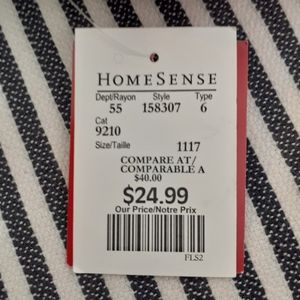 HOMESENSE
Dept/Rayon Style Type
55 158307 6
Cat
9210
Size/Taille 1117
COMPARE AT/
COMPARABLE A
$40.00
$24.99
Our Price/Notre Prix
FLS2